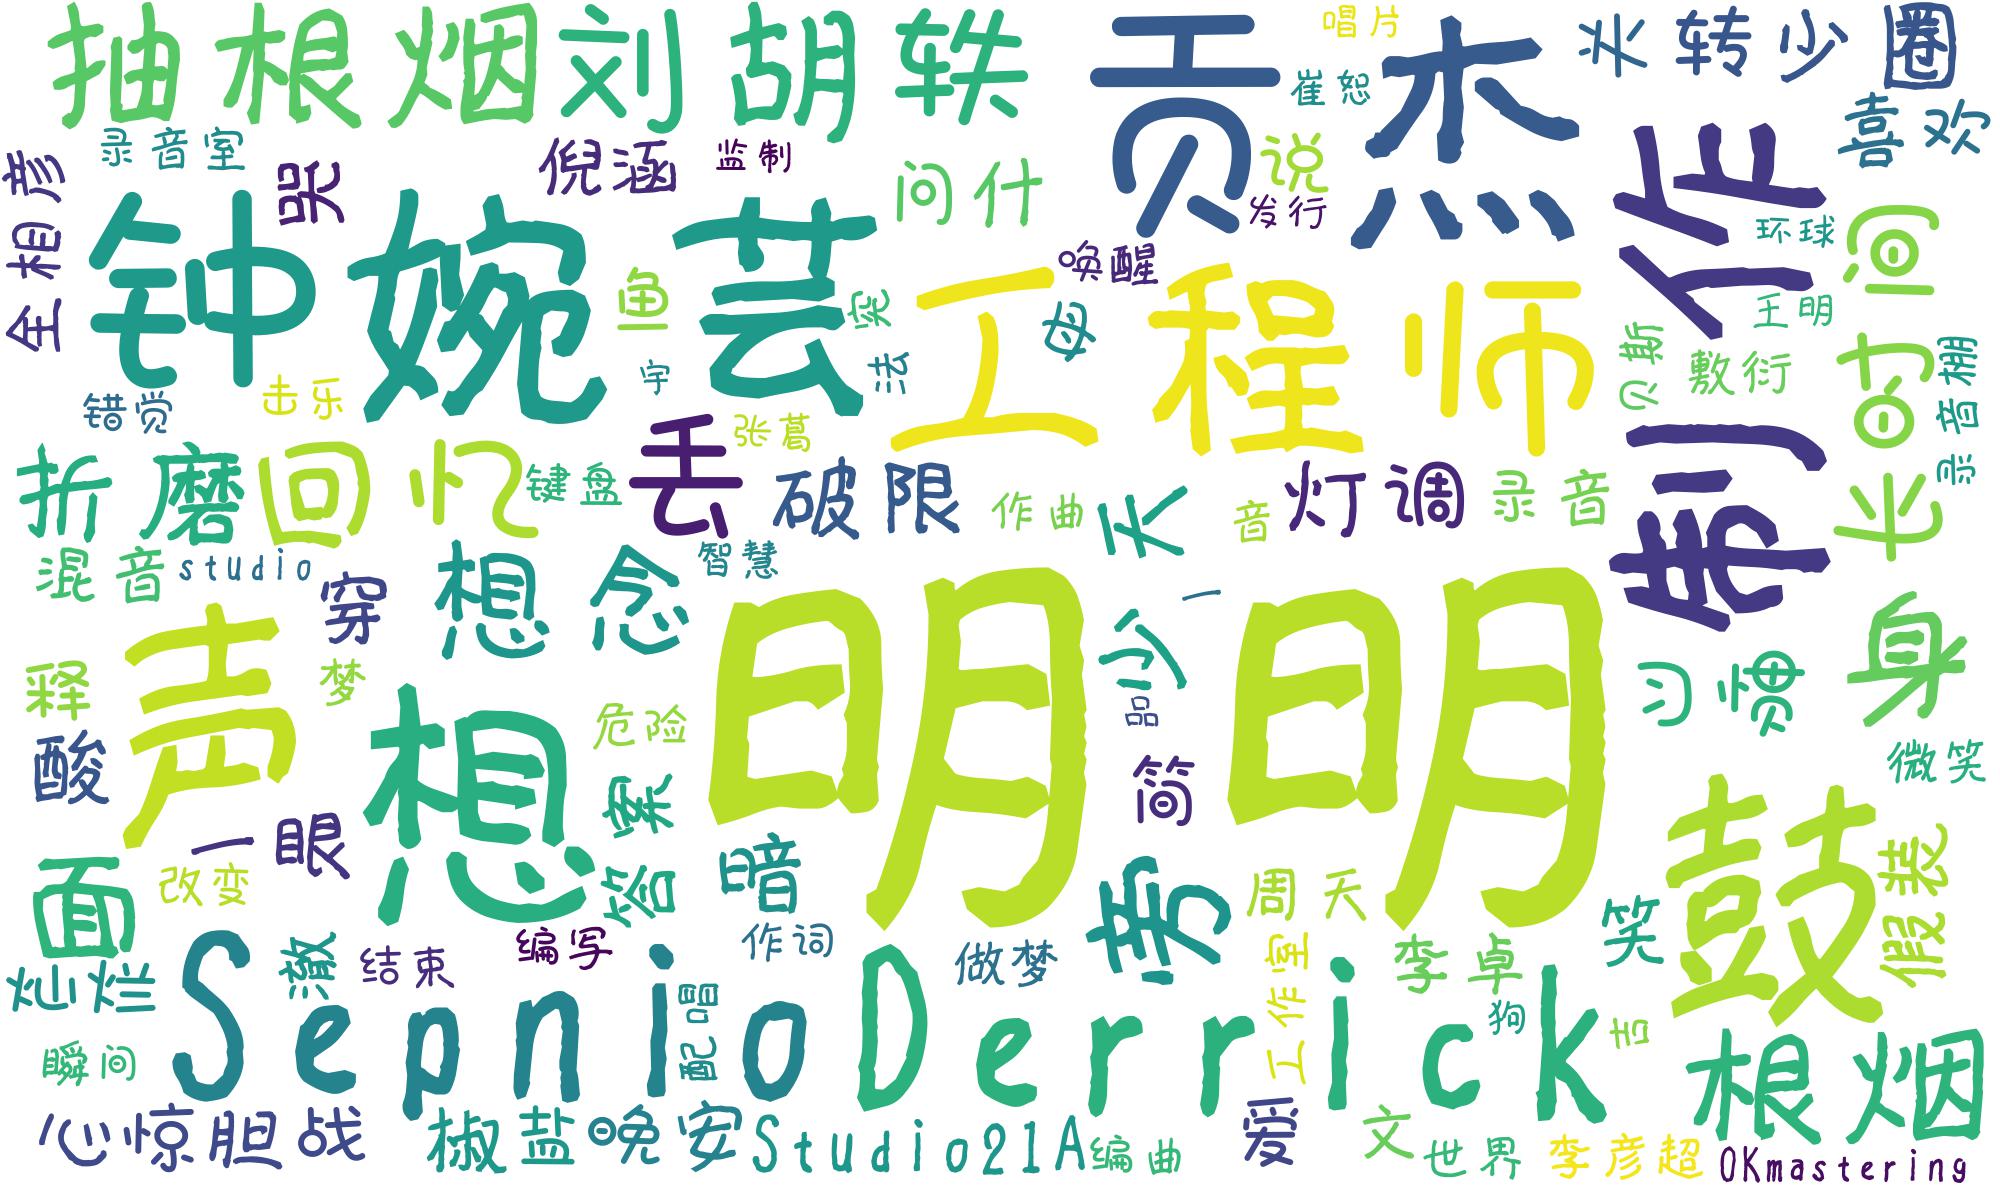 抽根烟
刘胡轶
贡杰
唱片
崔恕
头
转少圈
喜欢
录音室
哭
倪涵
监制
问什
说
发行
作
环球
全相彦
钟婉芸
鱼
宇
法
唤醒
母
工程师
王明
贝斯
敷衍
长时间
录音棚
错觉
击乐
丢
张葛
折磨
回忆
键盘
破限
作曲
天
音
灯调
录音
制
混音
studio
穿
想念
智慧
明明
一
少
身
声
释
梦
危险
习惯
酸
想
答案
简
微笑
一眼
面
改变
暗
旁
周天
鼓
假装
澈
结束
编写
作词
做梦
工作室
李卓
笑
烂
Sepnio
配唱
Derrick
狗
吉
瞬间
根烟
心惊胆战
椒盐
晚安
Studio21A
编曲
爱
文
世界
李彦超
OKmastering